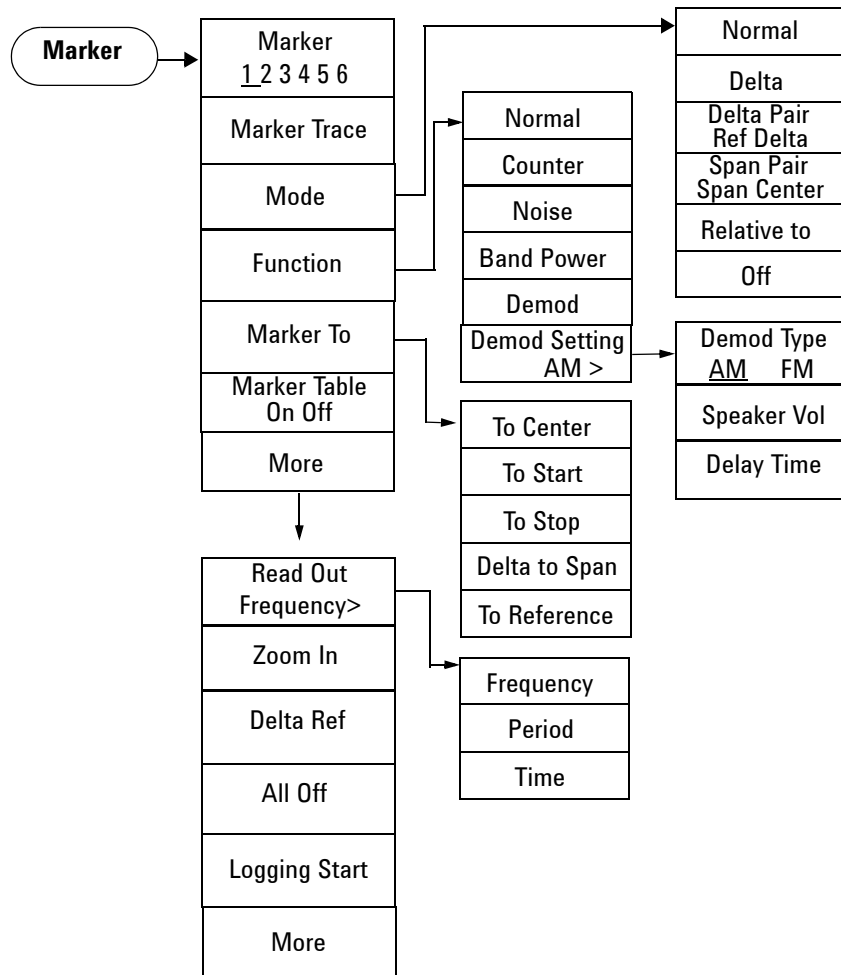 Marker
Marker
1 2 3 4 5 6
Marker Trace
Mode
Function
Marker To
Marker Table
On Off
More
Normal
Delta
Delta Pair
Ref Delta
Span Pair
Span Center
Relative to
Off
Normal
Counter
Noise
Band Power
Demod
Demod Setting
AM >
Demod Type
AM FM
Speaker Vol
Delay Time
To Center
To Start
To Stop
Delta to Span
To Reference
Read Out
Frequency>
Zoom In
Delta Ref
All Off
Logging Start
More
Frequency
Period
Time